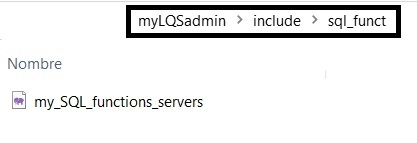 myLQSadmin > include > sql_funct
Nombre
my_SQL_functions_servers